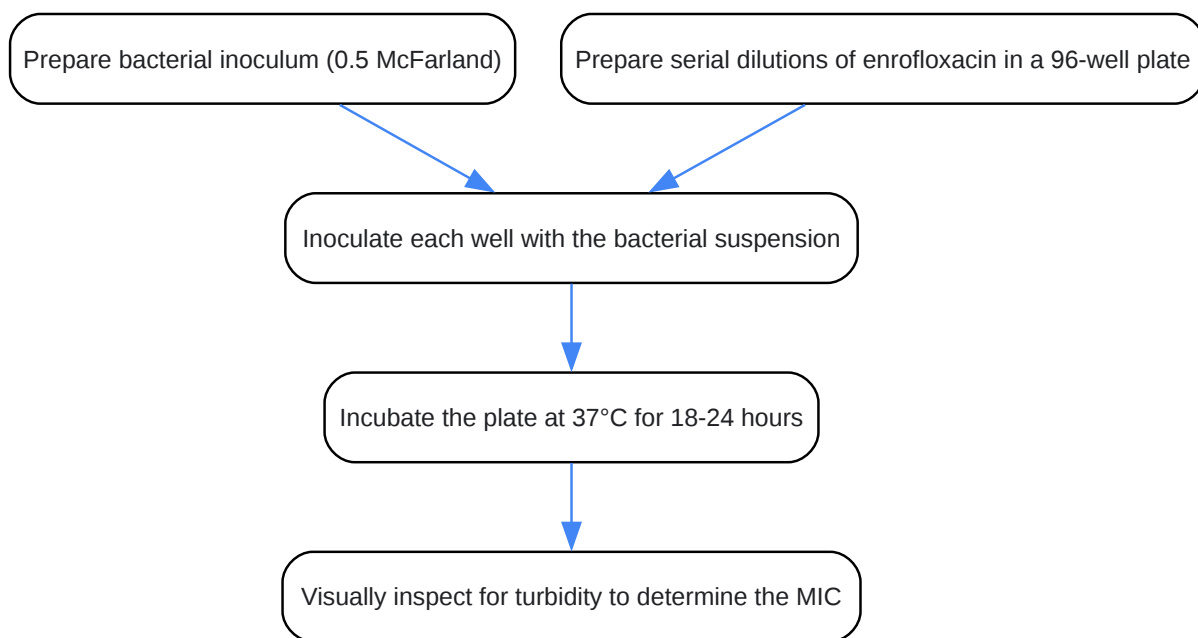 Prepare bacterial inoculum (0.5 McFarland)
Prepare serial dilutions of enrofloxacin in a 96-well plate
Inoculate each well with the bacterial suspension
Incubate the plate at 37°C for 18-24 hours
Visually inspect for turbidity to determine the MIC